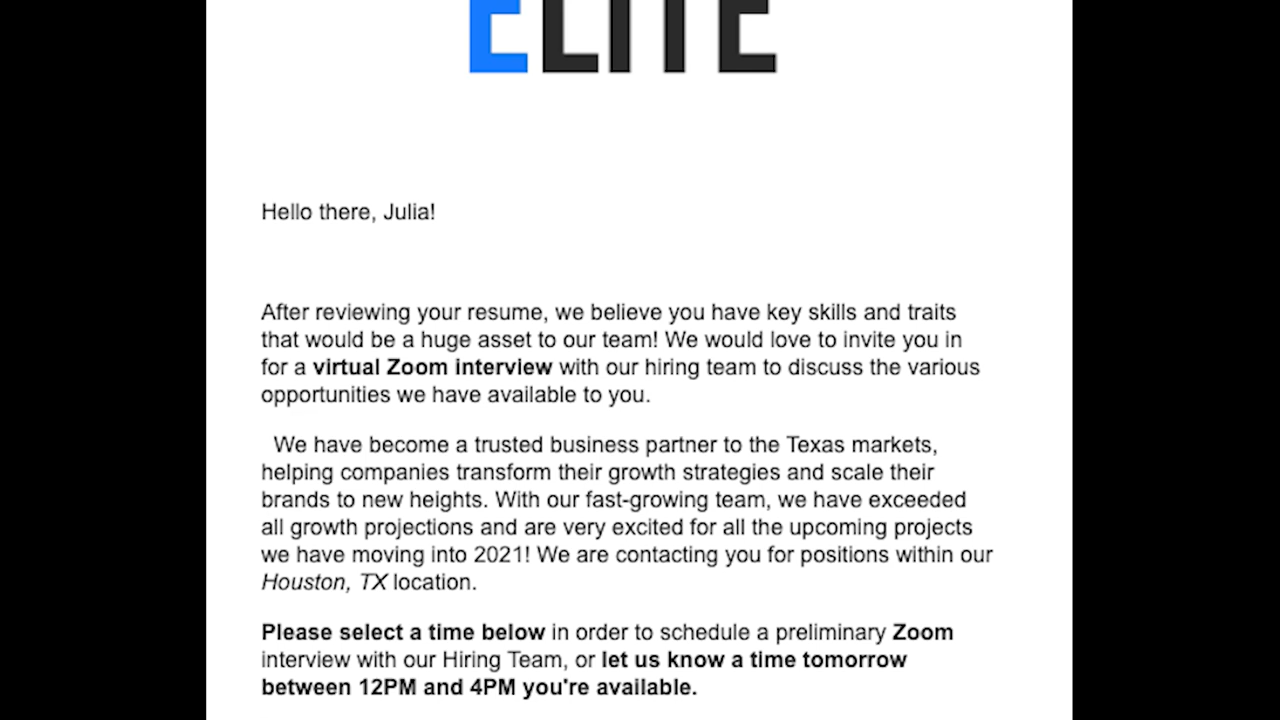 ELITE
Hello there, Julia!
After reviewing your resume, we believe you have key skills and traits
that would be a huge asset to our team! We would love to invite you in
for a virtual Zoom interview with our hiring team to discuss the various
opportunities we have available to you.
We have become a trusted business partner to the Texas markets,
helping companies transform their growth strategies and scale their
brands to new heights. With our fast-growing team, we have exceeded
all growth projections and are very excited for all the upcoming projects
we have moving into 2021! We are contacting you for positions within our
Houston, TX location.
Please select a time below in order to schedule a preliminary Zoom
interview with our Hiring Team, or let us know a time tomorrow
between 12PM and 4PM you're available.